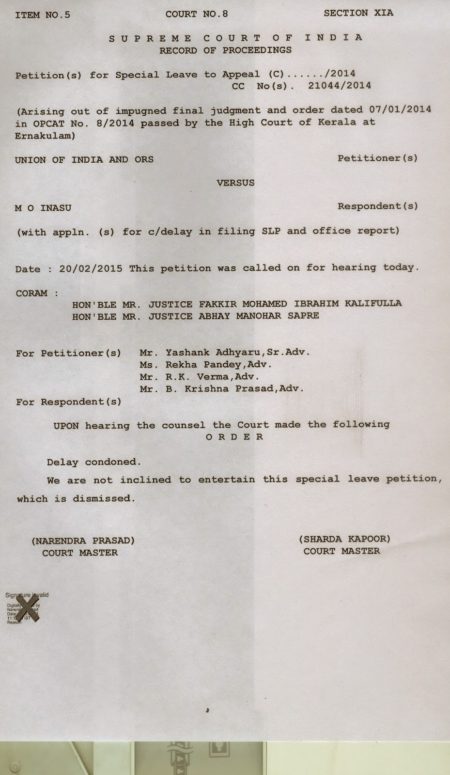 ITEM NO.5 COURT NO.8 SECTION XIA
S U P R E M E C O U R T O F I N D I A
RECORD OF PROCEEDINGS
Petition(s) for Special Leave to Appeal (C)....../2014
CC No(s). 21044/2014
(Arising out of impugned final judgment and order dated 07/01/2014
in OPCAT No. 8/2014 passed by the High Court of Kerala at
Ernakulam)
UNION OF INDIA AND ORS Petitioner(s)
VERSUS
M O INASU Respondent(s)
(with appln. (s) for c/delay in filing SLP and office report)
Date : 20/02/2015 This petition was called on for hearing today.
CORAM :
HON'BLE MR. JUSTICE FAKKIR MOHAMED IBRAHIM KALIFULLA
HON'BLE MR. JUSTICE ABHAY MANOHAR SAPRE
For Petitioner(s) Mr. Yashank Adhyaru,Sr.Adv.
Ms. Rekha Pandey,Adv.
Mr. R.K. Verma,Adv.
Mr. B. Krishna Prasad,Adv.
For Respondent(s)
UPON hearing the counsel the Court made the following
O R D E R
Delay condoned.
We are not inclined to entertain this special leave petition,
which is dismissed.
(NARENDRA PRASAD) (SHARDA KAPOOR)
COURT MASTER COURT MASTER